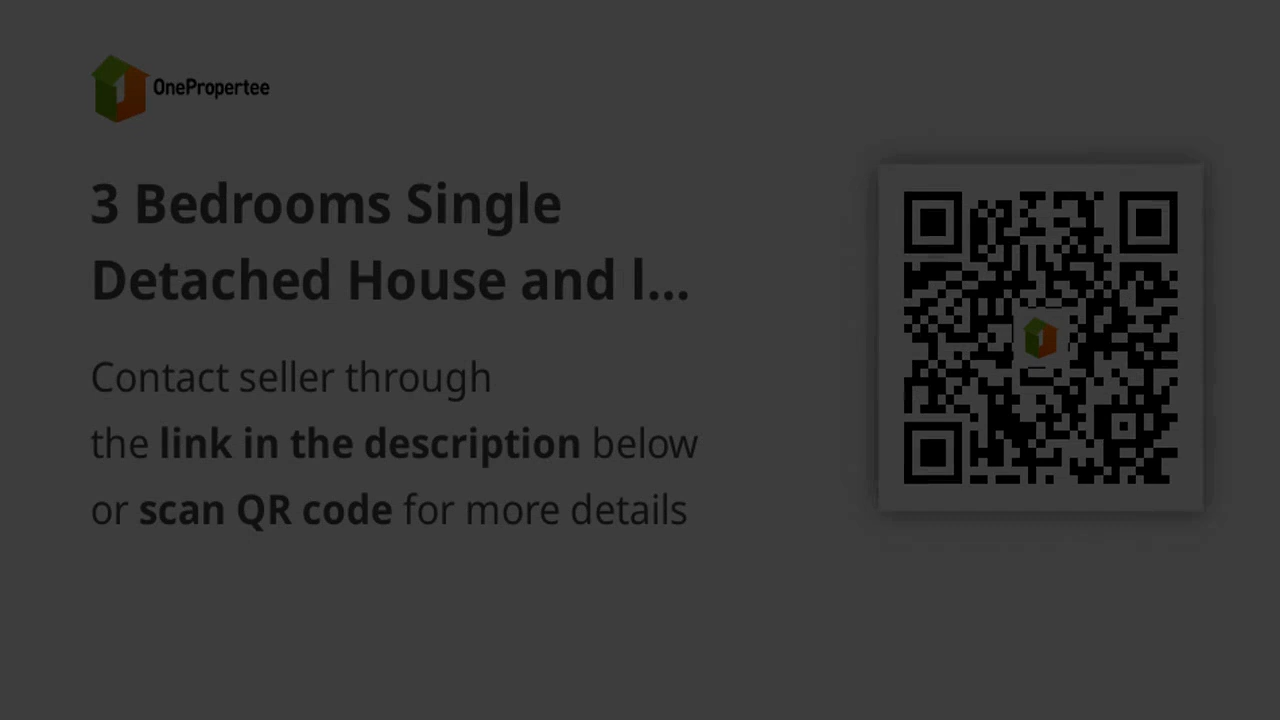 OnePropertee
3 Bedrooms Single
Detached House and l...
Contact seller through
the link in the description below
or scan QR code for more details